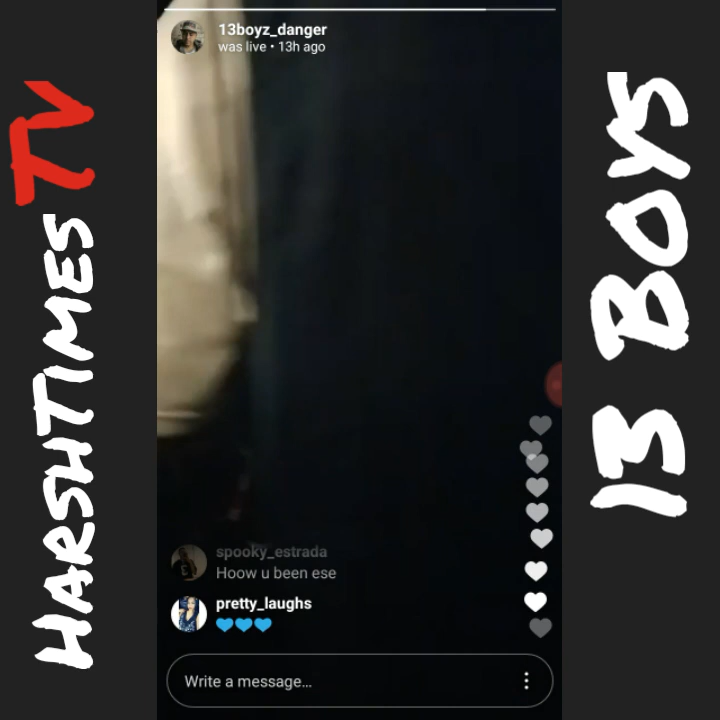 HARSHTIMES TV
13boyz_danger
was live • 13h ago
spooky_estrada
Hoow u been ese
pretty_laughs
💙💙💙
Write a message...
13 BOYS